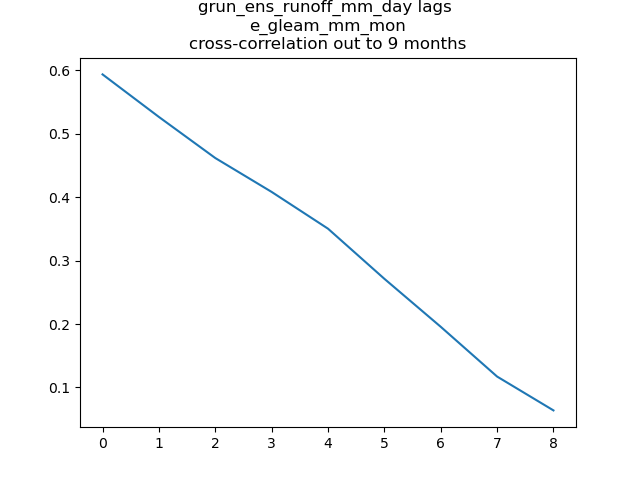 grun_ens_runoff_mm_day lags
e_gleam_mm_mon
cross-correlation out to 9 months
0.6
0.5
0.4
0.3
0.2
0.1
0 1 2 3 4 5 6 7 8